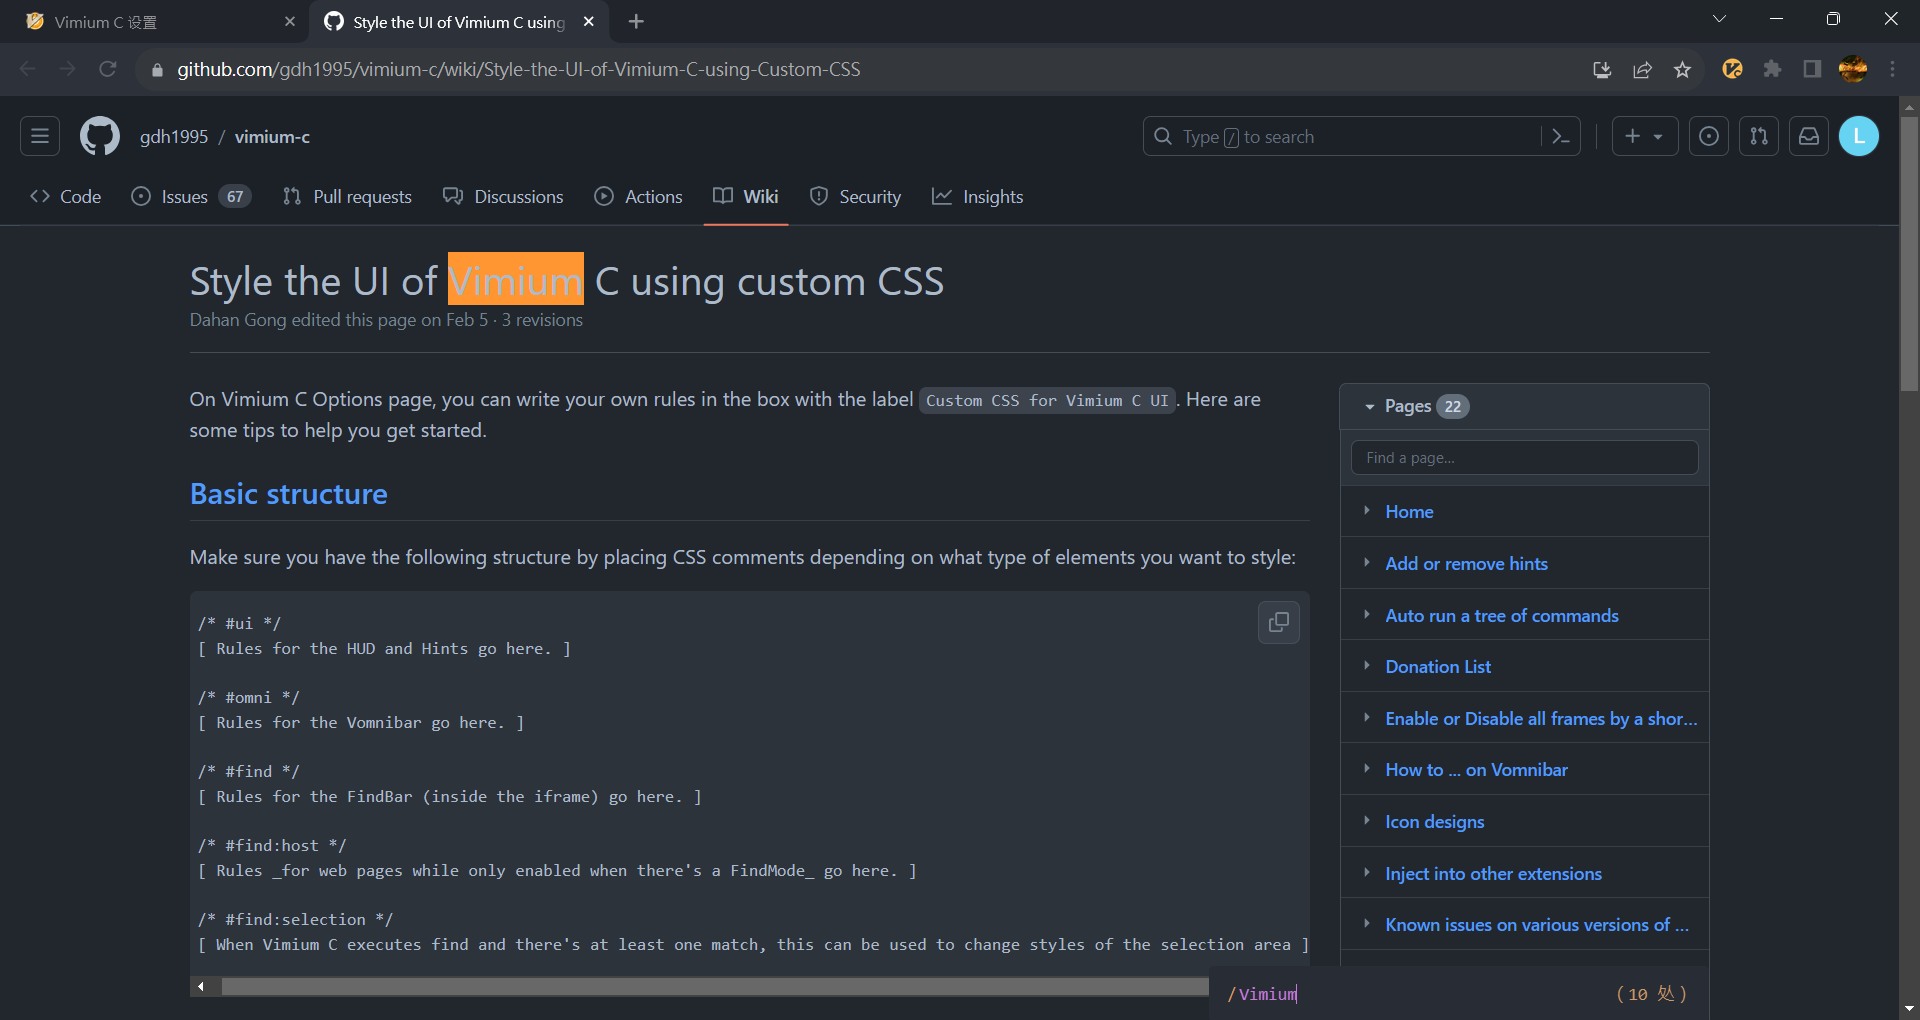 Vimium C 设置
Style the UI of Vimium C using
github.com/gdh1995/vimium-c/wiki/Style-the-UI-of-Vimium-C-using-Custom-CSS
gdh1995 / vimium-c
Type / to search
L
Code
Issues 67
Pull requests
Discussions
Actions
Wiki
Security
Insights
Style the UI of Vimium C using custom CSS
Dahan Gong edited this page on Feb 5 · 3 revisions
On Vimium C Options page, you can write your own rules in the box with the label Custom CSS for Vimium C UI. Here are
some tips to help you get started.
Basic structure
Make sure you have the following structure by placing CSS comments depending on what type of elements you want to style:
/* #ui */
[ Rules for the HUD and Hints go here. ]
/* #omni */
[ Rules for the Vomnibar go here. ]
/* #find */
[ Rules for the FindBar (inside the iframe) go here. ]
/* #find:host */
[ Rules _for web pages while only enabled when there's a FindMode_ go here. ]
/* #find:selection */
[ When Vimium C executes find and there's at least one match, this can be used to change styles of the selection area ]
Pages 22
Find a page...
Home
Add or remove hints
Auto run a tree of commands
Donation List
Enable or Disable all frames by a shor...
How to ... on Vomnibar
Icon designs
Inject into other extensions
Known issues on various versions of ...
/Vimium
(10 处)